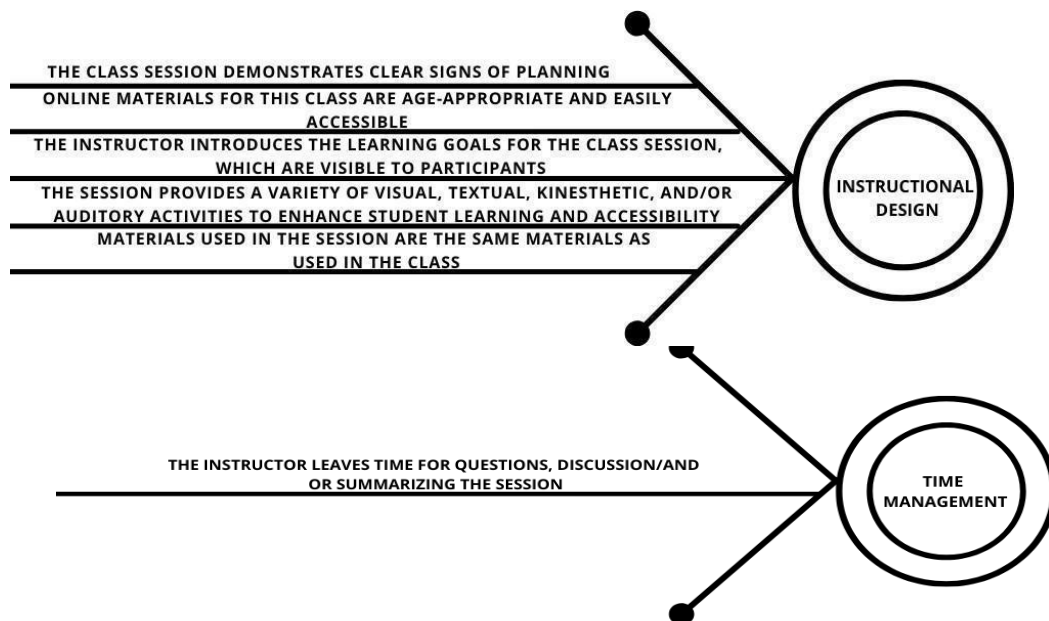 THE CLASS SESSION DEMONSTRATES CLEAR SIGNS OF PLANNING
ONLINE MATERIALS FOR THIS CLASS ARE AGE-APPROPRIATE AND EASILY
ACCESSIBLE
THE INSTRUCTOR INTRODUCES THE LEARNING GOALS FOR THE CLASS SESSION,
WHICH ARE VISIBLE TO PARTICIPANTS
THE SESSION PROVIDES A VARIETY OF VISUAL, TEXTUAL, KINESTHETIC, AND/OR
AUDITORY ACTIVITIES TO ENHANCE STUDENT LEARNING AND ACCESSIBILITY
MATERIALS USED IN THE SESSION ARE THE SAME MATERIALS AS
USED IN THE CLASS
INSTRUCTIONAL
DESIGN
THE INSTRUCTOR LEAVES TIME FOR QUESTIONS, DISCUSSION/AND
OR SUMMARIZING THE SESSION
TIME
MANAGEMENT